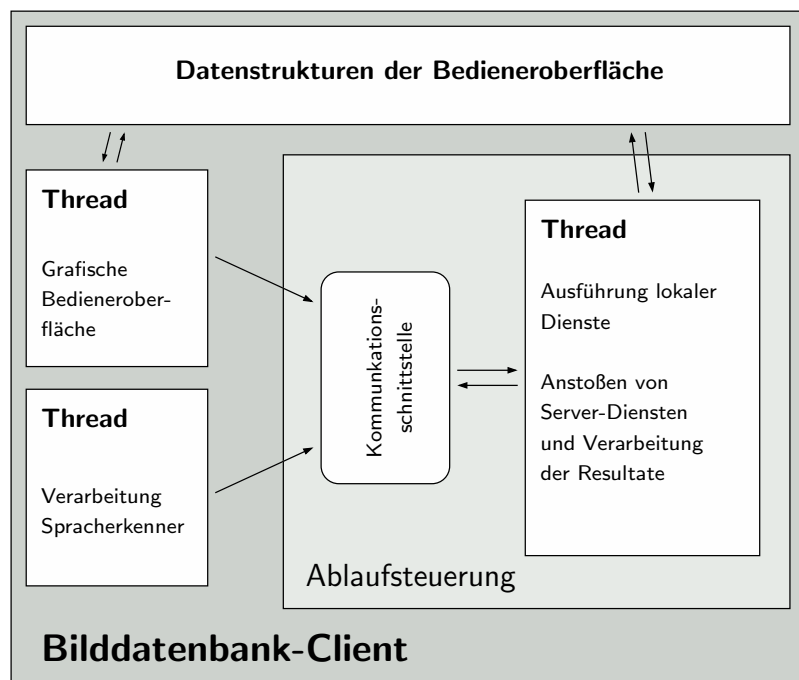 Datenstrukturen der Bedieneroberfläche
Thread
Grafische
Bedienerober-
fläche
Thread
Verarbeitung
Spracherkenner
Kommunkations-
schnittstelle
Thread
Ausführung lokaler
Dienste
Anstoßen von
Server-Diensten
und Verarbeitung
der Resultate
Ablaufsteuerung
Bilddatenbank-Client